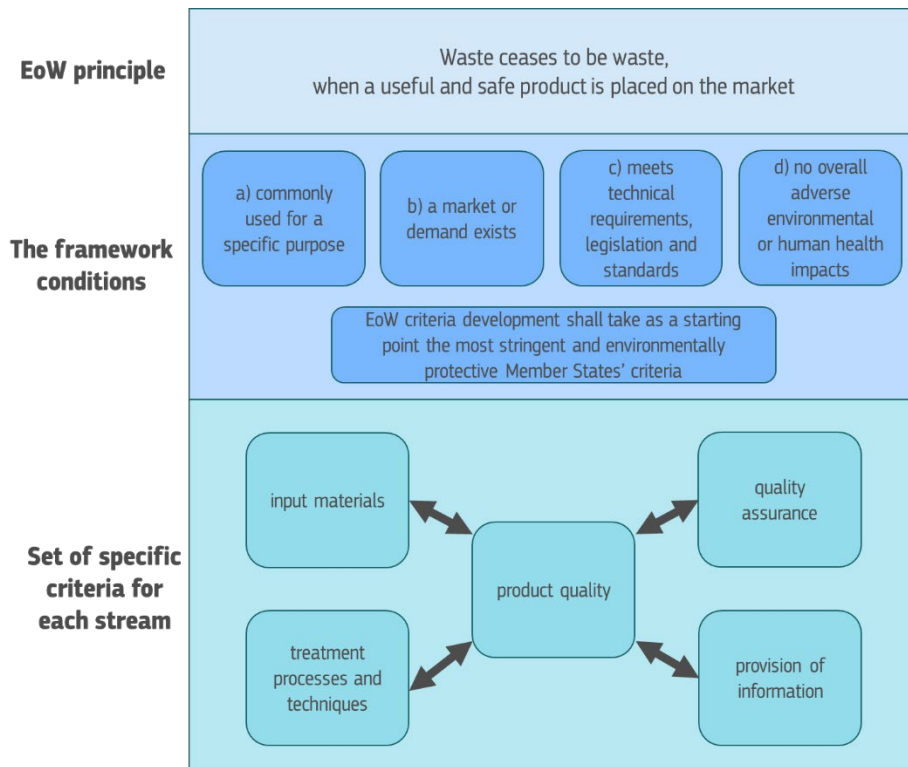 EoW principle
Waste ceases to be waste,
when a useful and safe product is placed on the market
The framework
conditions
a) commonly
used for a
specific purpose
b) a market or
demand exists
c) meets
technical
requirements,
legislation and
standards
d) no overall
adverse
environmental
or human health
impacts
EoW criteria development shall take as a starting
point the most stringent and environmentally
protective Member States' criteria
Set of specific
criteria for
each stream
input materials
quality
assurance
product quality
treatment
processes and
techniques
provision of
information